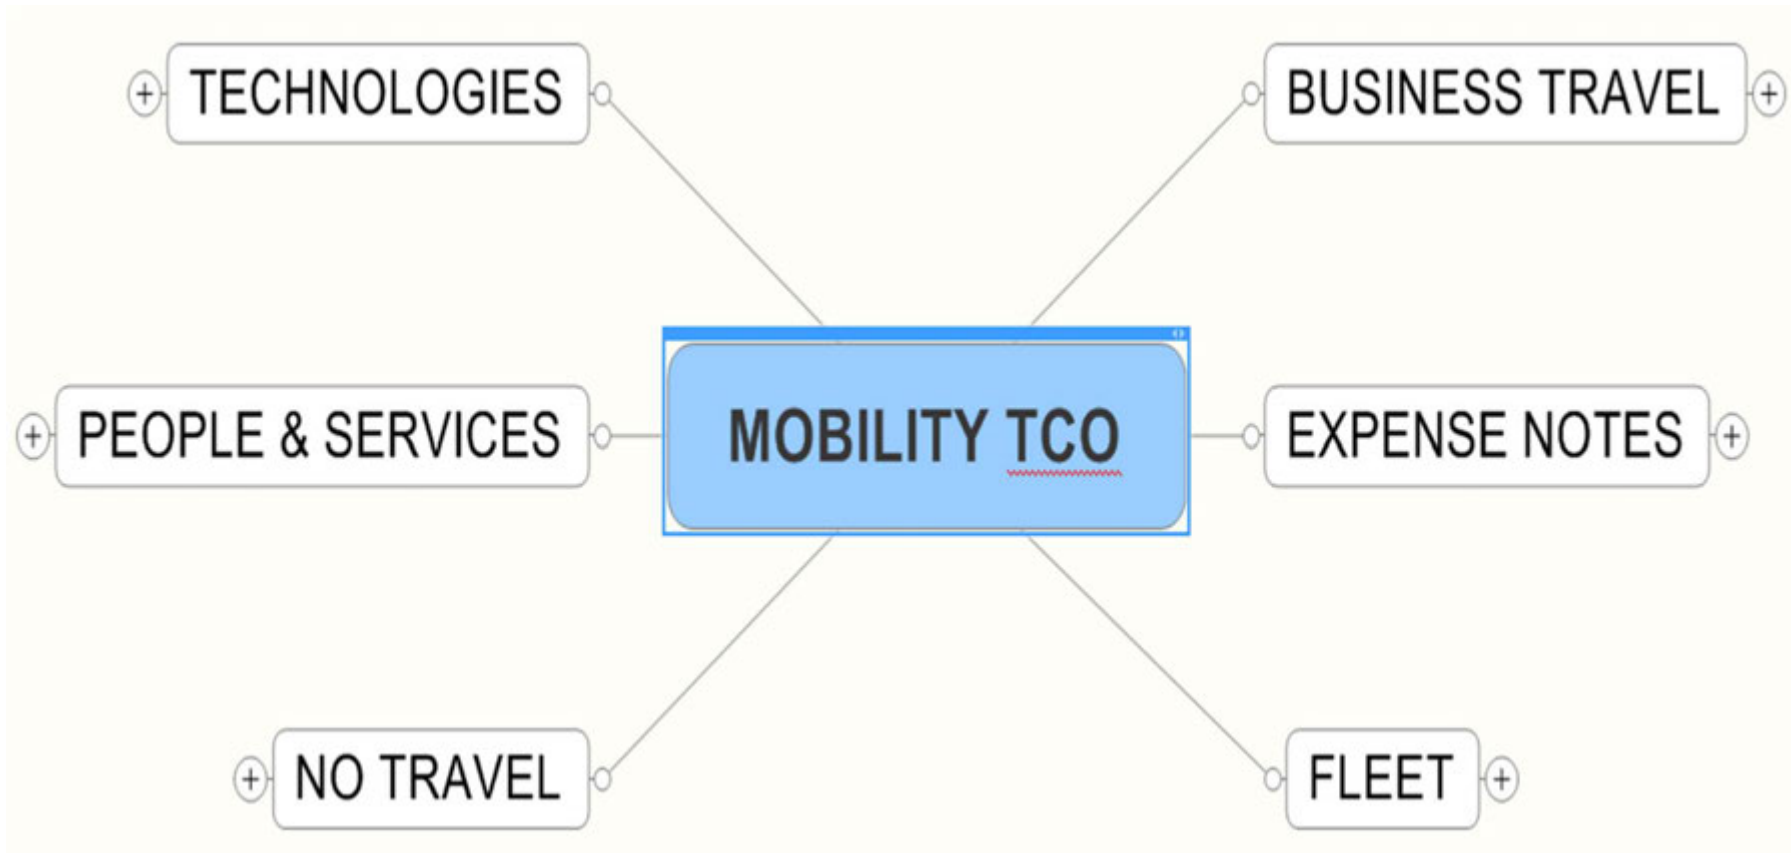 TECHNOLOGIES
BUSINESS TRAVEL
PEOPLE & SERVICES
MOBILITY TCO
EXPENSE NOTES
NO TRAVEL
FLEET